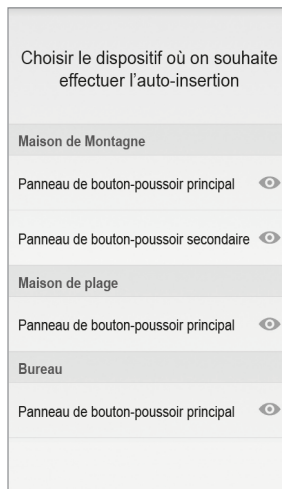 Choisir le dispositif où on souhaite
effectuer l’auto-insertion
Maison de Montagne
Panneau de bouton-poussoir principal
Panneau de bouton-poussoir secondaire
Maison de plage
Panneau de bouton-poussoir principal
Bureau
Panneau de bouton-poussoir principal